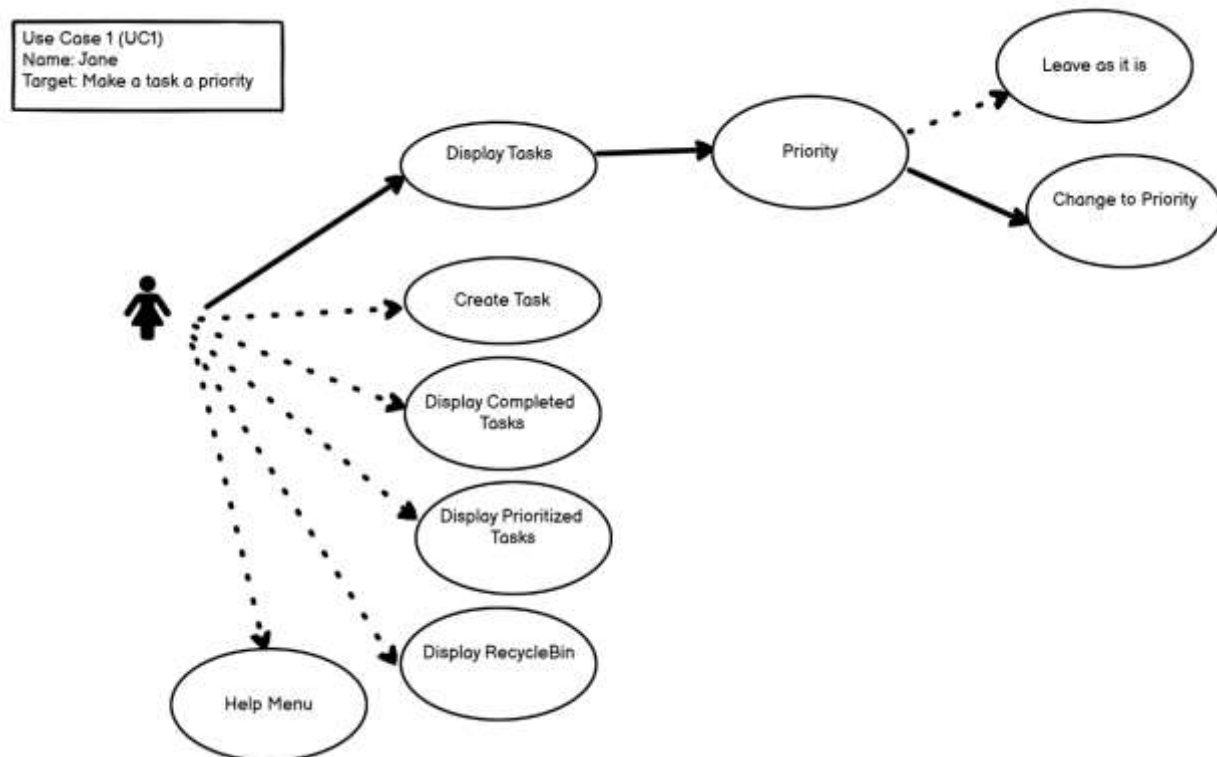 Use Case 1 (UC1)
Name: Jane
Target: Make a task a priority
Leave as it is
Display Tasks
Priority
Change to Priority
Create Task
Display Completed
Tasks
Display Prioritized
Tasks
Display RecycleBin
Help Menu